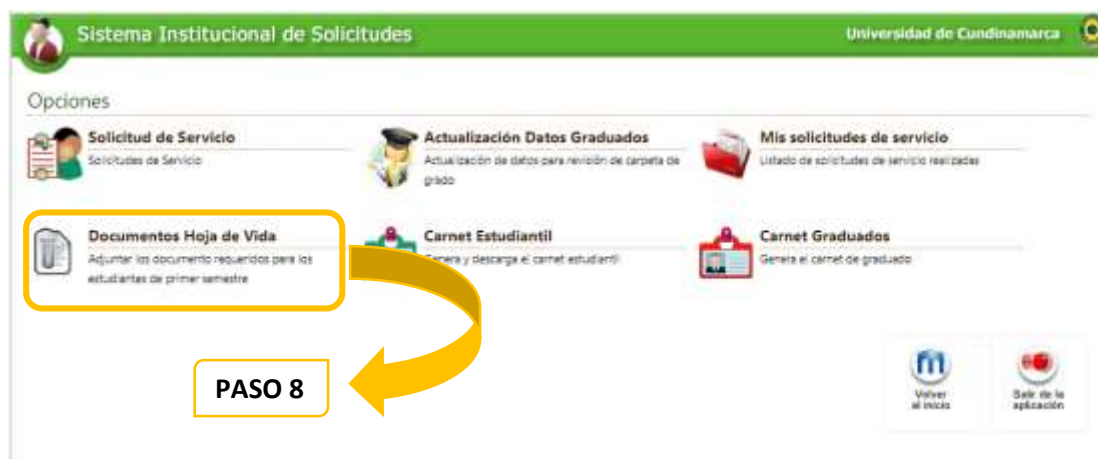 Sistema Institucional de Solicitudes
Universidad de Cundinamarca
Opciones
Solicitud de Servicio
Solicitudes de Servicio
Actualización Datos Graduados
Actualización de datos para revisión de carpeta de
grado
Mis solicitudes de servicio
Listado de solicitudes de servicio realizadas
Documentos Hoja de Vida
Adjuntar los documento requeridos para los
estudiantes de primer semestre
Carnet Estudiantil
Genera y descarga el carnet estudiantil
Carnet Graduados
Genera el carnet de graduado
PASO 8
Volver
al inicio
Salir de la
aplicación